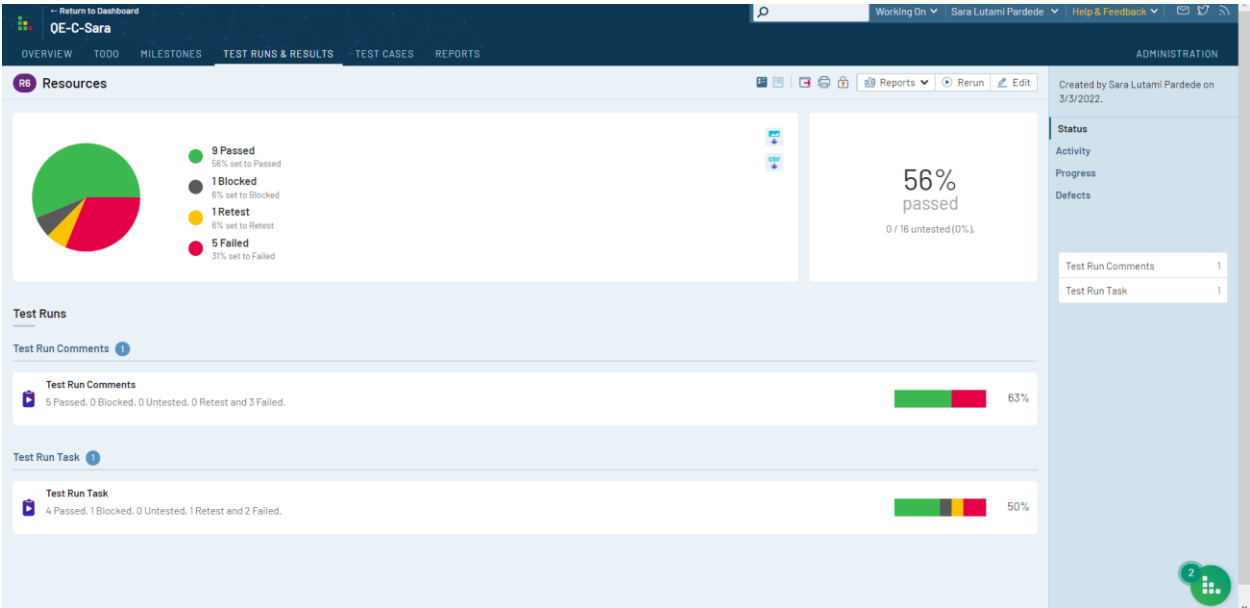 ← Return to Dashboard
QE-C-Sara
Working On
Sara Lutami Pardede
Help & Feedback
OVERVIEW TODO MILESTONES TEST RUNS & RESULTS TEST CASES REPORTS ADMINISTRATION
R6 Resources
Reports Rerun Edit
Created by Sara Lutami Pardede on
3/3/2022.
Status
Activity
Progress
Defects
9 Passed
56% set to Passed
1 Blocked
6% set to Blocked
1 Retest
6% set to Retest
5 Failed
31% set to Failed
CSV
56%
passed
0 / 16 untested (0%).
Test Run Comments 1
Test Run Task 1
Test Runs
Test Run Comments 1
Test Run Comments
5 Passed, 0 Blocked, 0 Untested, 0 Retest and 3 Failed.
63%
Test Run Task 1
Test Run Task
4 Passed, 1 Blocked, 0 Untested, 1 Retest and 2 Failed.
50%
2